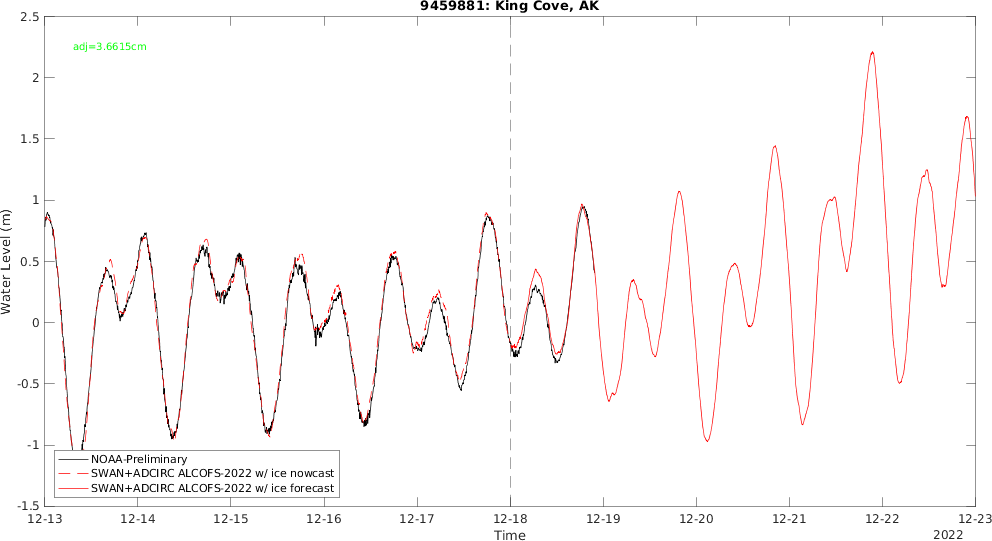 9459881: King Cove, AK
adj=3.6615cm
Water Level (m)
2.5
2
1.5
1
0.5
0
-0.5
-1
-1.5
NOAA-Preliminary
SWAN+ADCIRC ALCOFS-2022 w/ ice nowcast
SWAN+ADCIRC ALCOFS-2022 w/ ice forecast
12-13 12-14 12-15 12-16 12-17 12-18 12-19 12-20 12-21 12-22 12-23
Time
2022